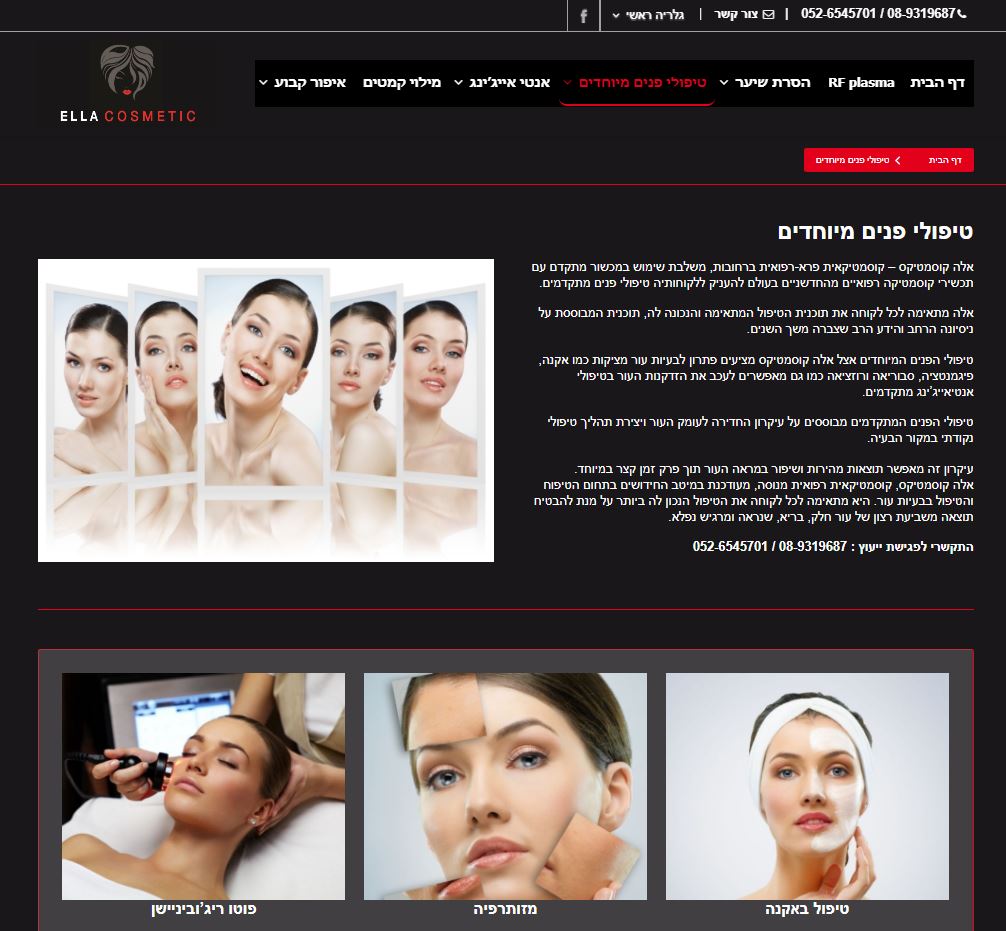 08-9319687 / 052-6545701 | צור קשר | גלריה ראשי
ELLA COSMETIC
דף הבית RF plasma הסרת שיער טיפולי פנים מיוחדים אנטי אייג'ינג מילוי קמטים איפור קבוע
דף הבית טיפולי פנים מיוחדים
טיפולי פנים מיוחדים
אלה קוסמטיקס – קוסמטיקאית פרא-רפואית ברחובות, משלבת שימוש במכשור מתקדם עם
תכשירי קוסמטיקה רפואיים מהחדשניים בעולם להעניק ללקוחותיה טיפולי פנים מתקדמים.
אלה מתאימה לכל לקוחה את תוכנית הטיפול המתאימה והנכונה לה, תוכנית המבוססת על
ניסיונה הרחב והידע הרב שצברה משך השנים.
טיפולי הפנים המיוחדים אצל אלה קוסמטיקס מציעים פתרון לבעיות עור מציקות כמו אקנה,
פיגמנטציה, סבוריאה ורוזציאה כמו גם מאפשרים לעכב את הזדקנות העור בטיפולי
אנטיאייג'ינג מתקדמים.
טיפולי הפנים המתקדמים מבוססים על עיקרון החדירה לעומק העור ויצירת תהליך טיפולי
נקודתי במקור הבעיה.
עיקרון זה מאפשר תוצאות מהירות ושיפור במראה העור תוך פרק זמן קצר במיוחד.
אלה קוסמטיקס, קוסמטיקאית רפואית מנוסה, מעודכנת במיטב החידושים בתחום הטיפוח
והטיפול בבעיות עור. היא מתאימה לכל לקוחה את הטיפול הנכון לה ביותר על מנת להבטיח
תוצאה משביעת רצון של עור חלק, בריא, שנראה ומרגיש נפלא.
התקשרי לפגישת ייעוץ : 08-9319687 / 052-6545701
טיפול באקנה
מזותרפיה
פוטו ריג'וביניישן